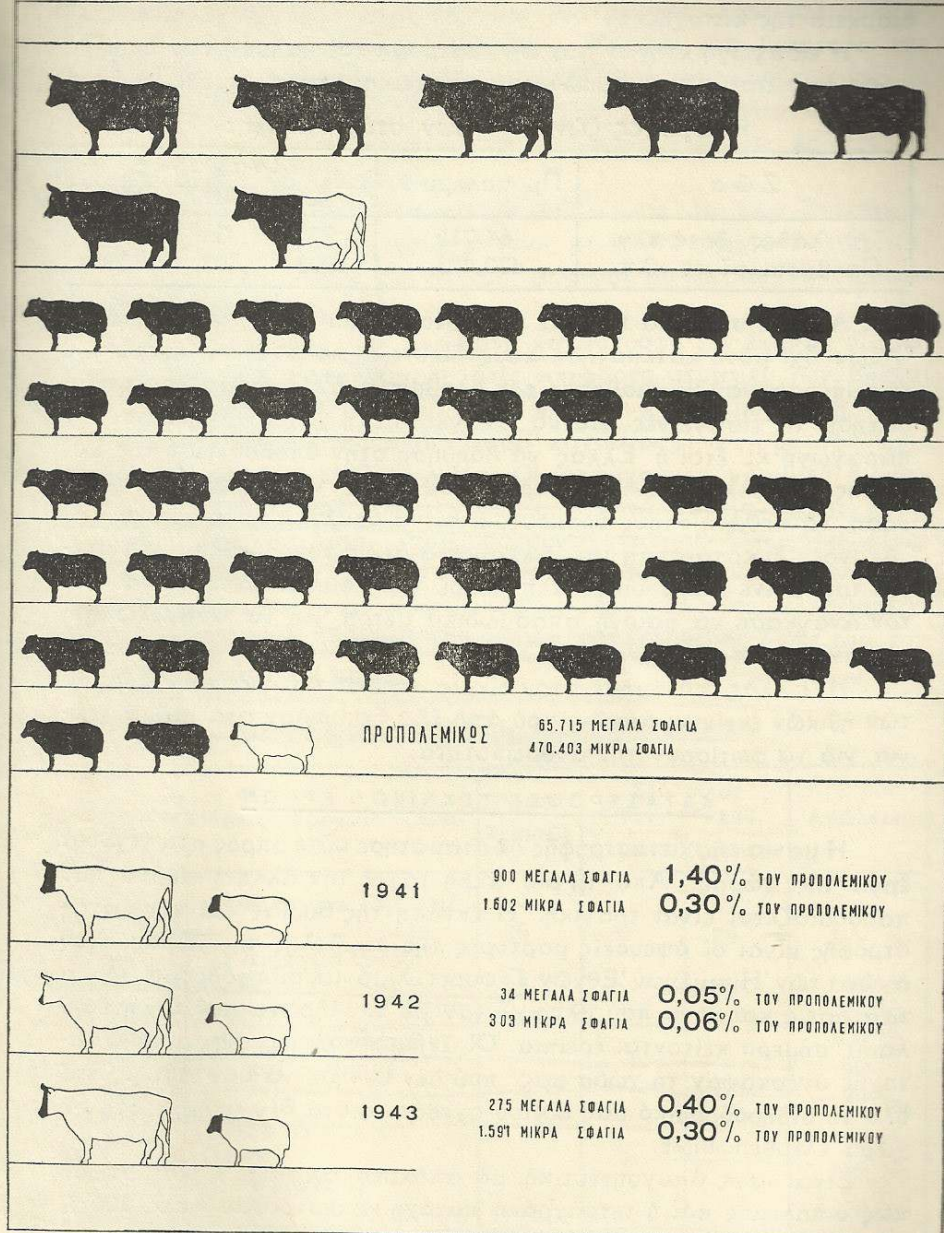 ΠΡΟΠΟΛΕΜΙΚΩΣ
65.715 ΜΕΓΑΛΑ ΣΦΑΓΙΑ
470.403 ΜΙΚΡΑ ΣΦΑΓΙΑ
1941
900 ΜΕΓΑΛΑ ΣΦΑΓΙΑ 1,40% ΤΟΥ ΠΡΟΠΟΛΕΜΙΚΟΥ
1.602 ΜΙΚΡΑ ΣΦΑΓΙΑ 0,30% ΤΟΥ ΠΡΟΠΟΛΕΜΙΚΟΥ
1942
34 ΜΕΓΑΛΑ ΣΦΑΓΙΑ 0,05% ΤΟΥ ΠΡΟΠΟΛΕΜΙΚΟΥ
303 ΜΙΚΡΑ ΣΦΑΓΙΑ 0,06% ΤΟΥ ΠΡΟΠΟΛΕΜΙΚΟΥ
1943
275 ΜΕΓΑΛΑ ΣΦΑΓΙΑ 0,40% ΤΟΥ ΠΡΟΠΟΛΕΜΙΚΟΥ
1.591 ΜΙΚΡΑ ΣΦΑΓΙΑ 0,30% ΤΟΥ ΠΡΟΠΟΛΕΜΙΚΟΥ